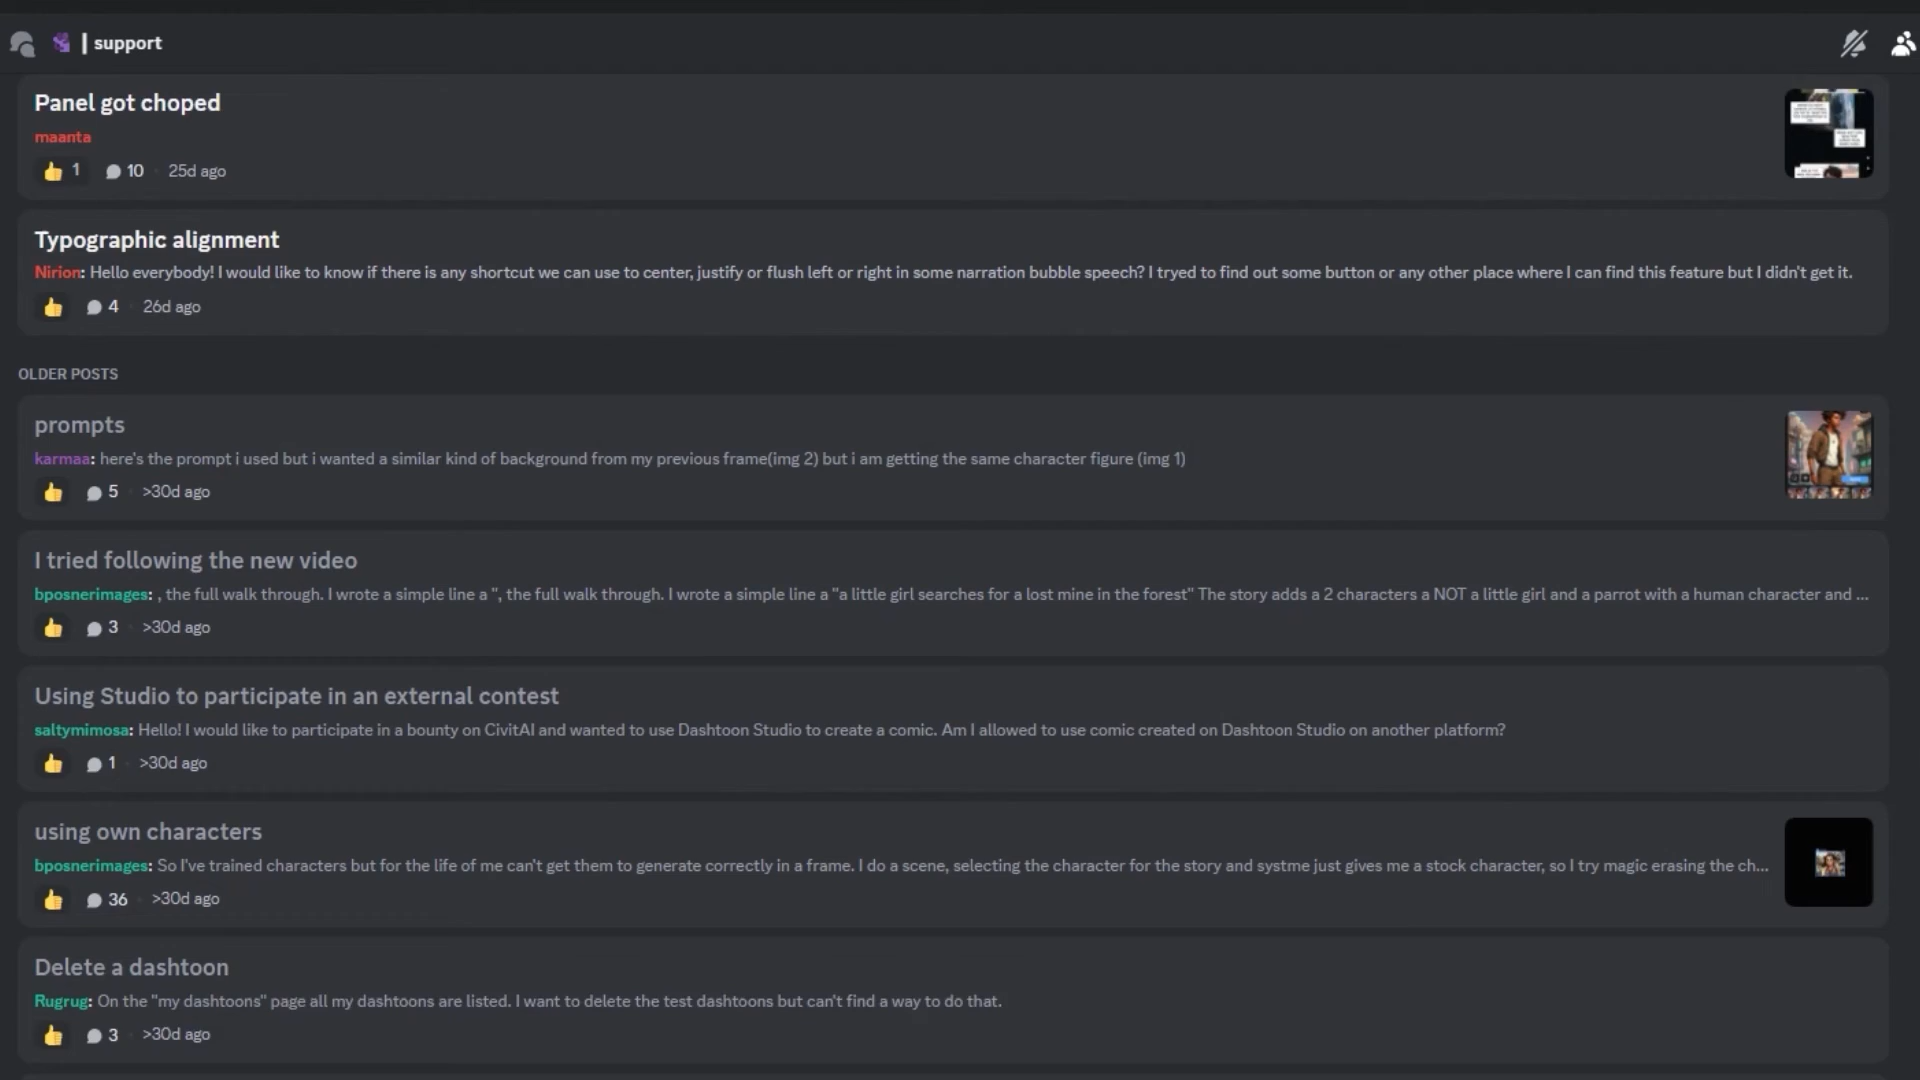 | support
Panel got choped
maanta
1 10 · 25d ago
Typographic alignment
Nirion: Hello everybody! I would like to know if there is any shortcut we can use to center, justify or flush left or right in some narration bubble speech? I tryed to find out some button or any other place where I can find this feature but I didn't get it.
4 · 26d ago
OLDER POSTS
prompts
karmaa: here's the prompt i used but i wanted a similar kind of background from my previous frame(img 2) but i am getting the same character figure (img 1)
5 · >30d ago
I tried following the new video
bposnerimages: , the full walk through. I wrote a simple line a ", the full walk through. I wrote a simple line a "a little girl searches for a lost mine in the forest" The story adds a 2 characters a NOT a little girl and a parrot with a human character and ...
3 · >30d ago
Using Studio to participate in an external contest
saltymimosa: Hello! I would like to participate in a bounty on CivitAI and wanted to use Dashtoon Studio to create a comic. Am I allowed to use comic created on Dashtoon Studio on another platform?
1 · >30d ago
using own characters
bposnerimages: So I've trained characters but for the life of me can't get them to generate correctly in a frame. I do a scene, selecting the character for the story and systme just gives me a stock character, so I try magic erasing the ch...
36 · >30d ago
Delete a dashtoon
Rugrug: On the "my dashtoons" page all my dashtoons are listed. I want to delete the test dashtoons but can't find a way to do that.
3 · >30d ago